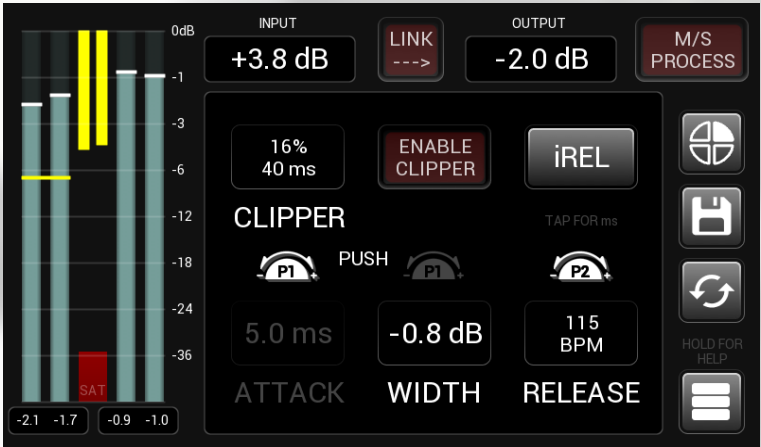 0dB
-1
-3
-6
-12
-18
-24
-36
SAT
-2.1 -1.7
-0.9 -1.0
INPUT
+3.8 dB
LINK
--->
OUTPUT
-2.0 dB
M/S
PROCESS
16%
40 ms
CLIPPER
ENABLE
CLIPPER
iREL
TAP FOR ms
P1
PUSH
P1
P2
5.0 ms
ATTACK
-0.8 dB
WIDTH
115
BPM
RELEASE
HOLD FOR
HELP